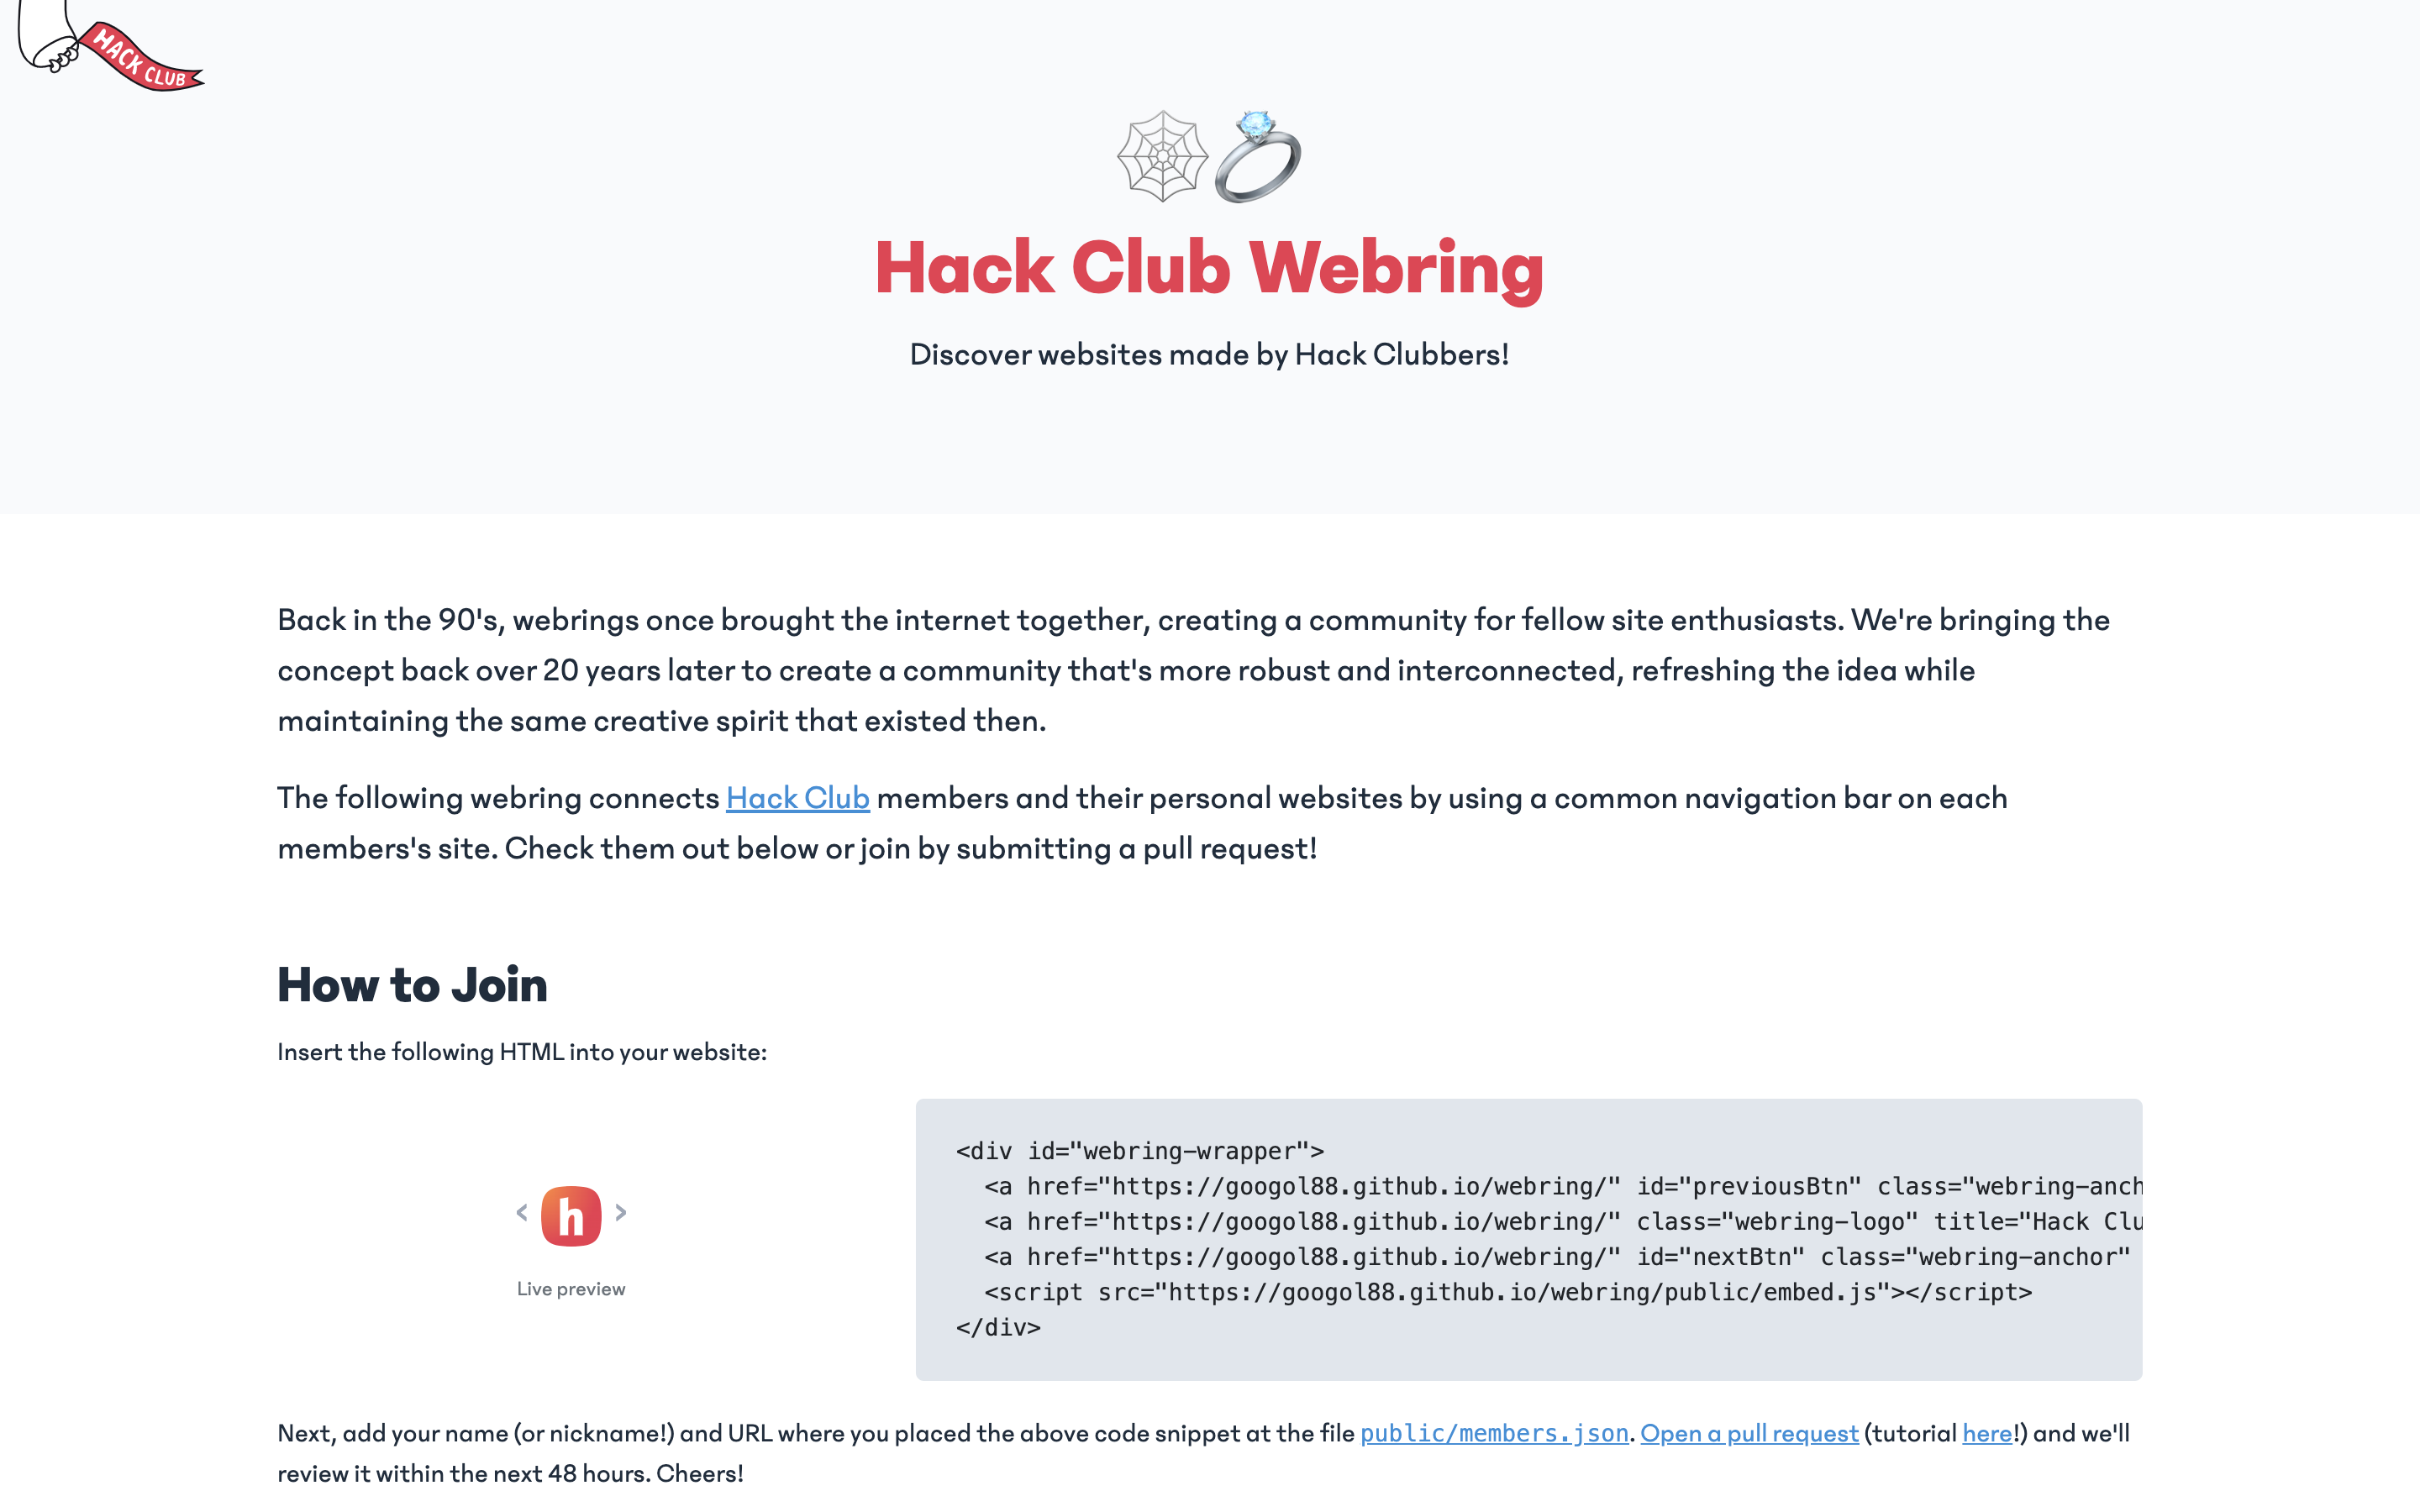 HACK CLUB
Hack Club Webring
Discover websites made by Hack Clubbers!
Back in the 90's, webrings once brought the internet together, creating a community for fellow site enthusiasts. We're bringing the
concept back over 20 years later to create a community that's more robust and interconnected, refreshing the idea while
maintaining the same creative spirit that existed then.
The following webring connects Hack Club members and their personal websites by using a common navigation bar on each
members's site. Check them out below or join by submitting a pull request!
How to Join
Insert the following HTML into your website:
‹ h ›
Live preview
<div id="webring-wrapper">
  <a href="https://googol88.github.io/webring/" id="previousBtn" class="webring-anch
  <a href="https://googol88.github.io/webring/" class="webring-logo" title="Hack Clu
  <a href="https://googol88.github.io/webring/" id="nextBtn" class="webring-anchor"
  <script src="https://googol88.github.io/webring/public/embed.js"></script>
</div>
Next, add your name (or nickname!) and URL where you placed the above code snippet at the file public/members.json. Open a pull request (tutorial here!) and we'll
review it within the next 48 hours. Cheers!